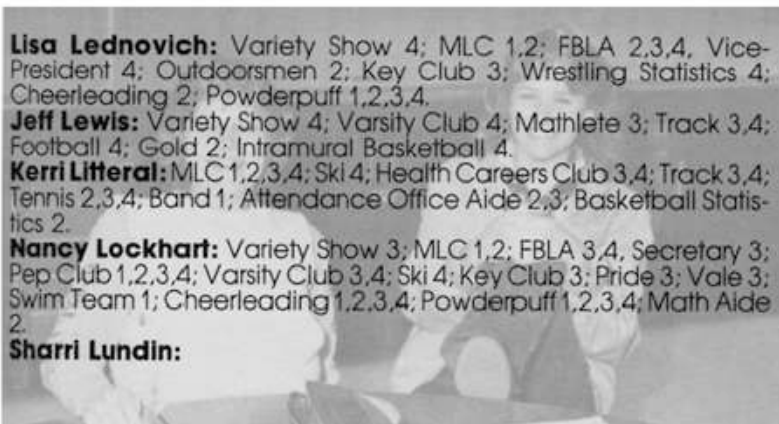 Lisa Lednovich: Variety Show 4; MLC 1,2; FBLA 2,3,4, Vice-
President 4; Outdoorsmen 2; Key Club 3; Wrestling Statistics 4;
Cheerleading 2; Powderpuff 1,2,3,4.
Jeff Lewis: Variety Show 4; Varsity Club 4; Mathlete 3; Track 3,4;
Football 4; Gold 2; Intramural Basketball 4.
Kerri Litteral: MLC 1,2,3,4; Ski 4; Health Careers Club 3,4; Track 3,4;
Tennis 2,3,4; Band 1; Attendance Office Aide 2,3; Basketball Statis-
tics 2.
Nancy Lockhart: Variety Show 3; MLC 1,2; FBLA 3,4, Secretary 3;
Pep Club 1,2,3,4; Varsity Club 3,4; Ski 4; Key Club 3; Pride 3; Vale 3;
Swim Team 1; Cheerleading 1,2,3,4; Powderpuff 1,2,3,4; Math Aide
2.
Sharri Lundin: